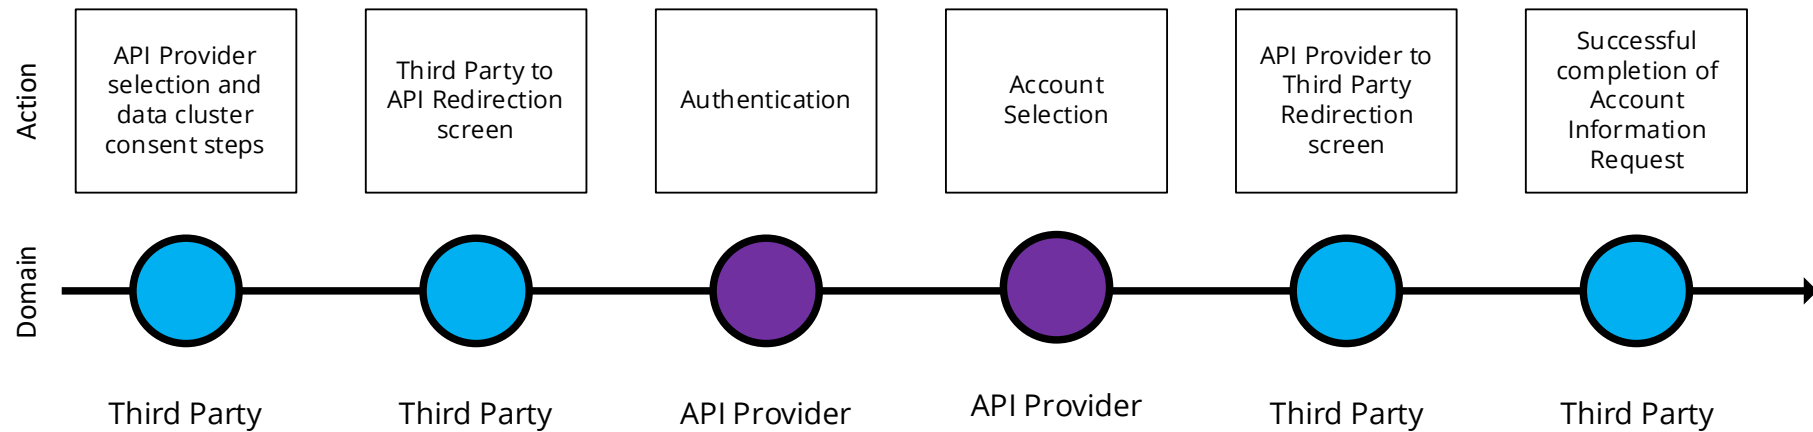 Action
API Provider
selection and
data cluster
consent steps
Third Party to
API Redirection
screen
Authentication
Account
Selection
API Provider to
Third Party
Redirection
screen
Successful
completion of
Account
Information
Request
Domain
Third Party
Third Party
API Provider
API Provider
Third Party
Third Party